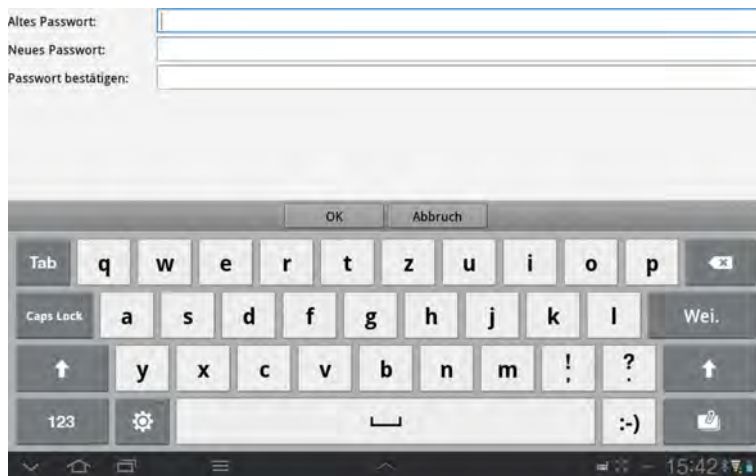 Altes Passwort:
Neues Passwort:
Passwort bestätigen:
OK Abbruch
Tab q w e r t z u i o p
Caps Lock a s d f g h j k l Wei.
y x c v b n m ! , ? .
123 :-)
15:42